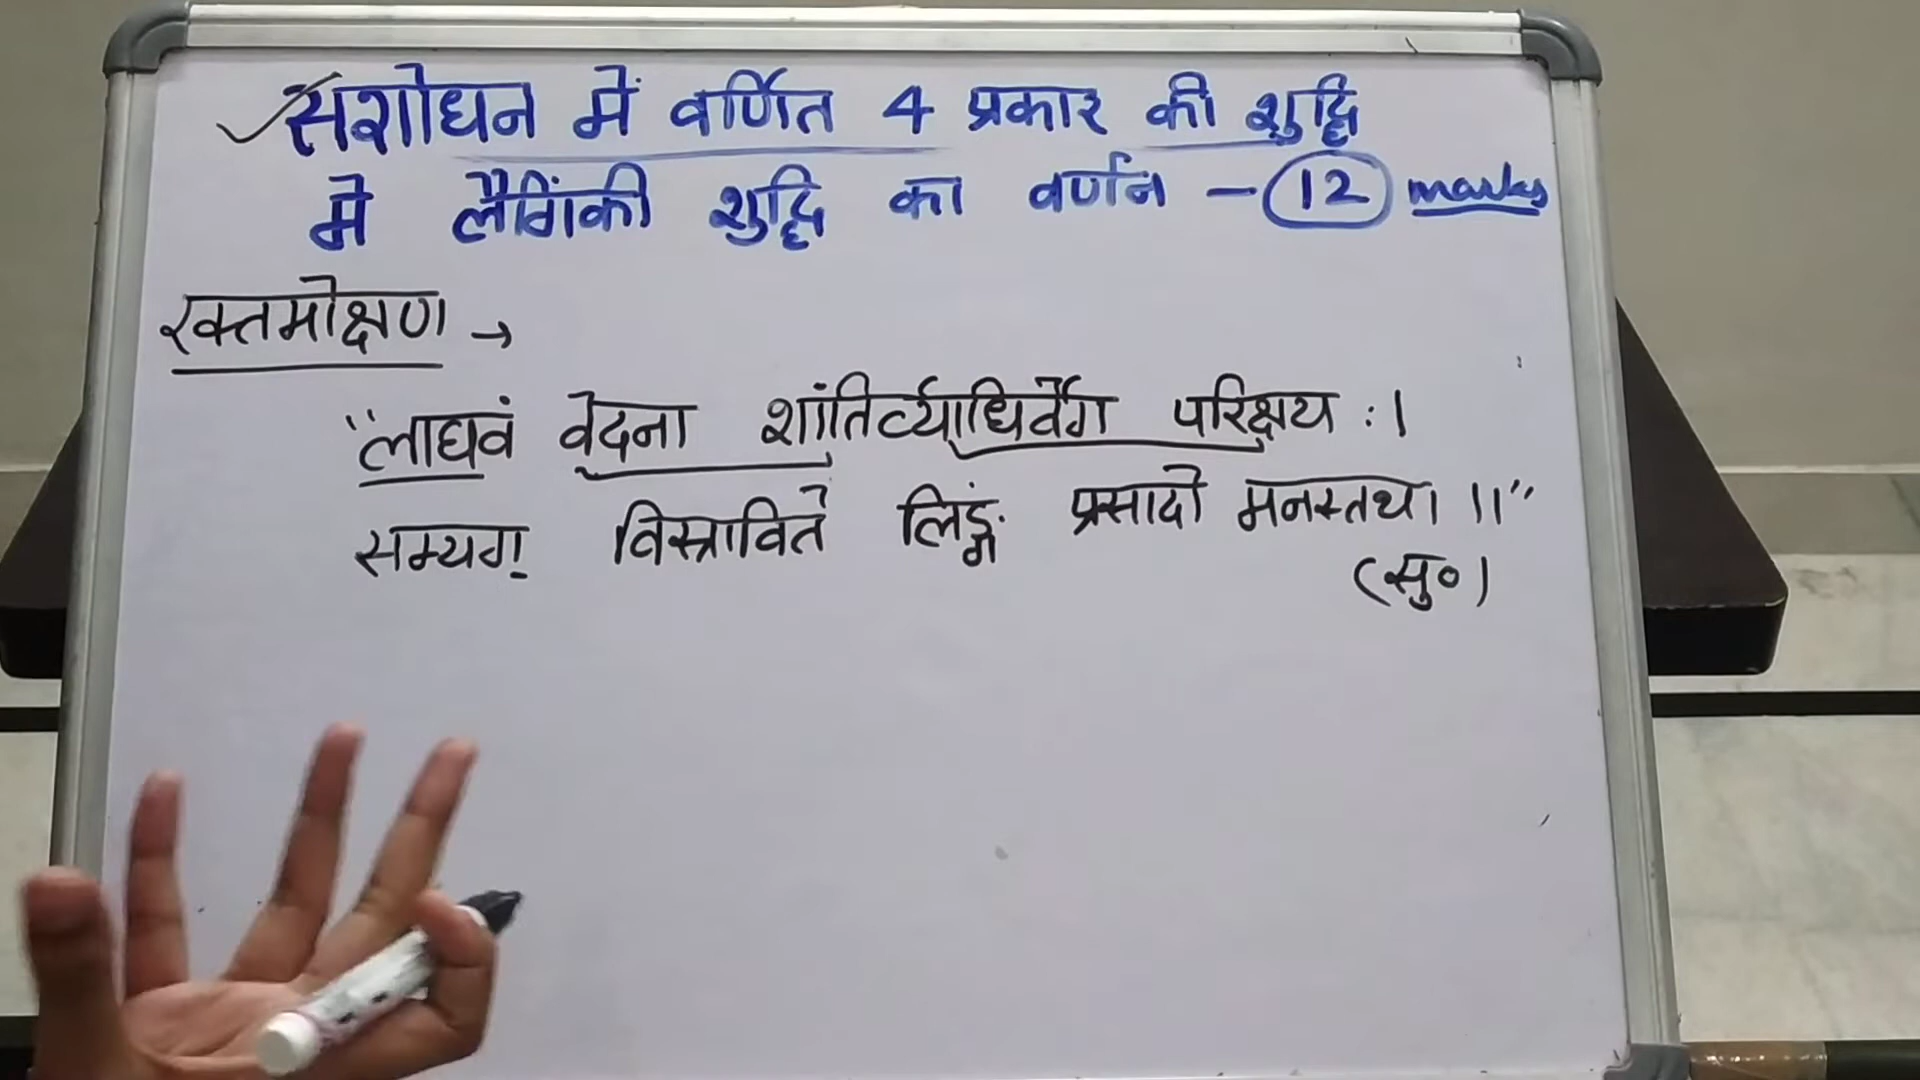 संशोधन में वर्णित 4 प्रकार की शुद्धि
मे लैंगिंकी शुद्धि का वर्णन – 12 marks
रक्तमोक्षण →
"लाघवं वेदना शांतिर्व्याधिर्वेग परिक्षय :।
सम्यग् विस्त्राविते लिङ्गं प्रसादो मनस्तथा ।।"
(सु०)